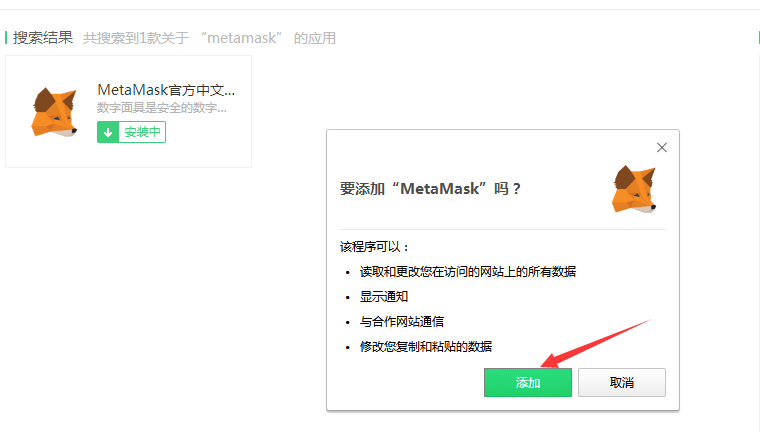 搜索结果 共搜索到1款关于 “metamask” 的应用
MetaMask官方中文...
数字面具是安全的数字...
安装中
要添加“MetaMask”吗？
该程序可以：
• 读取和更改您在访问的网站上的所有数据
• 显示通知
• 与合作网站通信
• 修改您复制和粘贴的数据
添加 取消